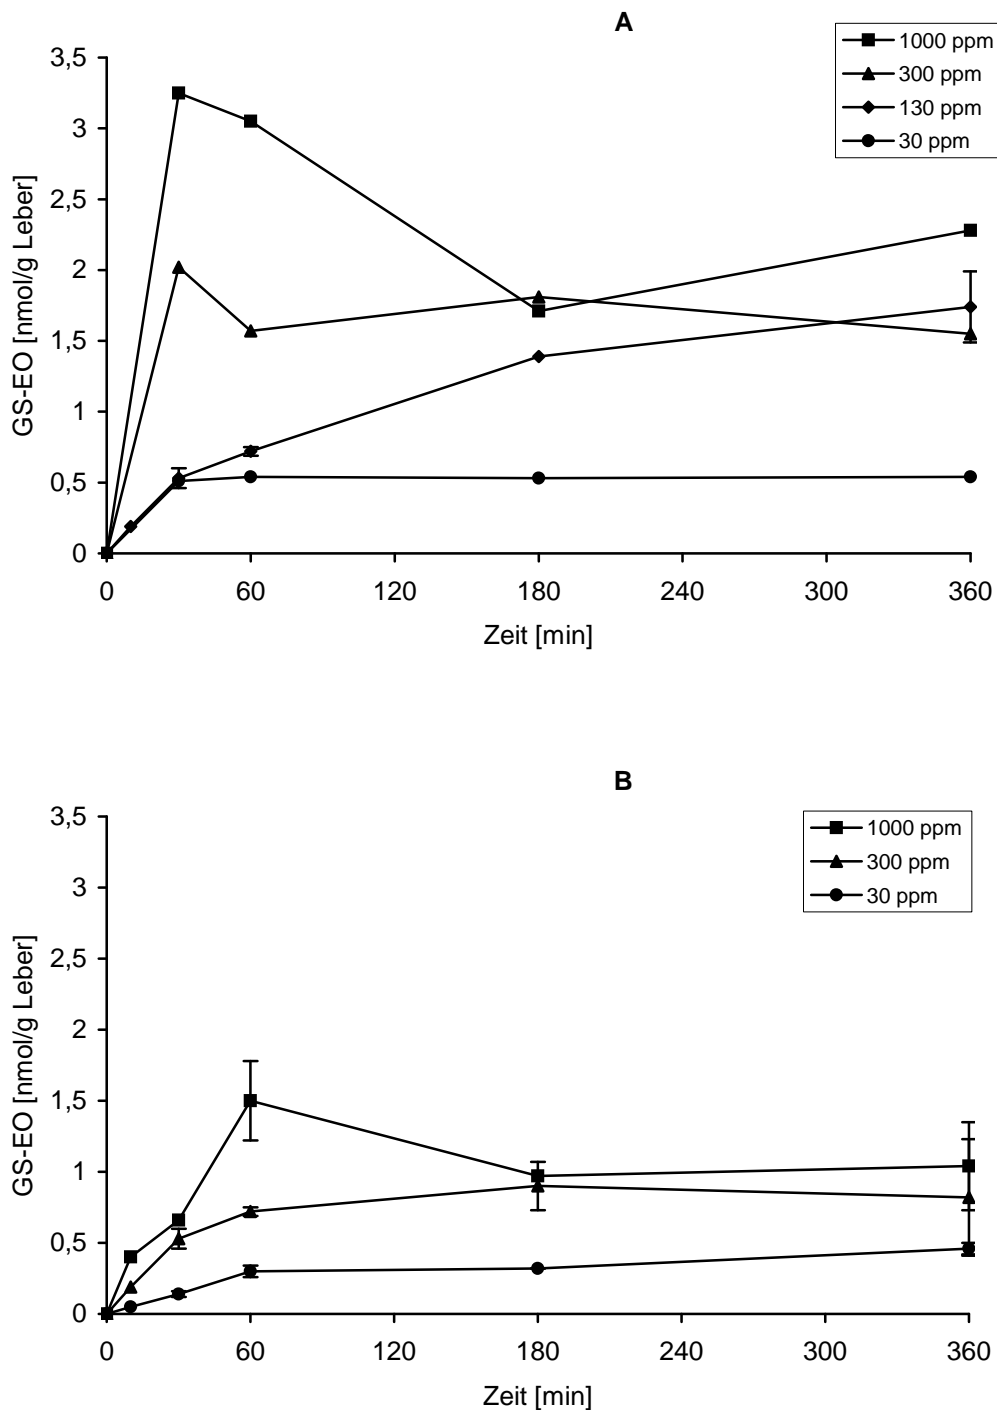 A
1000 ppm
300 ppm
130 ppm
30 ppm
GS-EO [nmol/g Leber]
3,5
3
2,5
2
1,5
1
0,5
0
0 60 120 180 240 300 360
Zeit [min]
B
1000 ppm
300 ppm
30 ppm
GS-EO [nmol/g Leber]
3,5
3
2,5
2
1,5
1
0,5
0
0 60 120 180 240 300 360
Zeit [min]